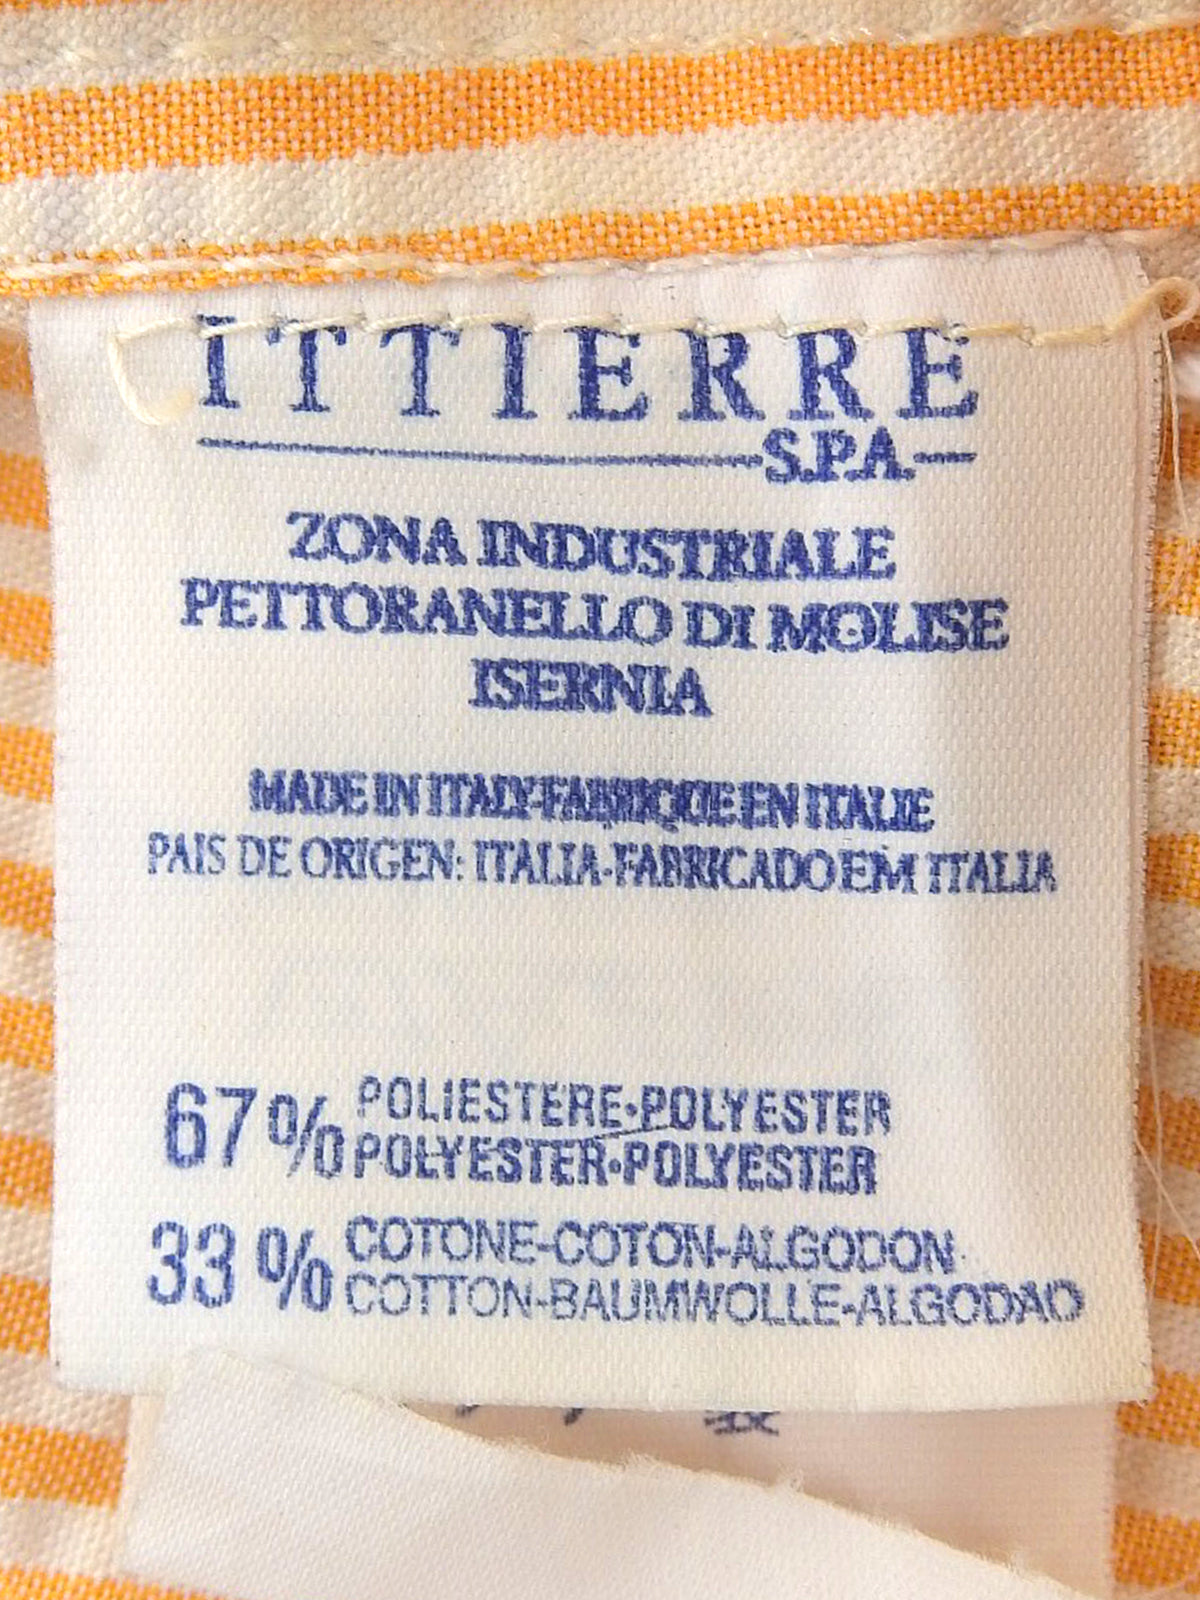 ITTIERRE
S.P.A.
ZONA INDUSTRIALE
PETTORANELLO DI MOLISE
ISERNIA
MADE IN ITALY-FABRIQUE EN ITALIE
PAIS DE ORIGEN: ITALIA-FABRICADO EM ITALIA
67% POLIESTERE•POLYESTER
POLYESTER•POLYESTER
33% COTONE-COTON-ALGODON-
COTTON-BAUMWOLLE-ALGODAO